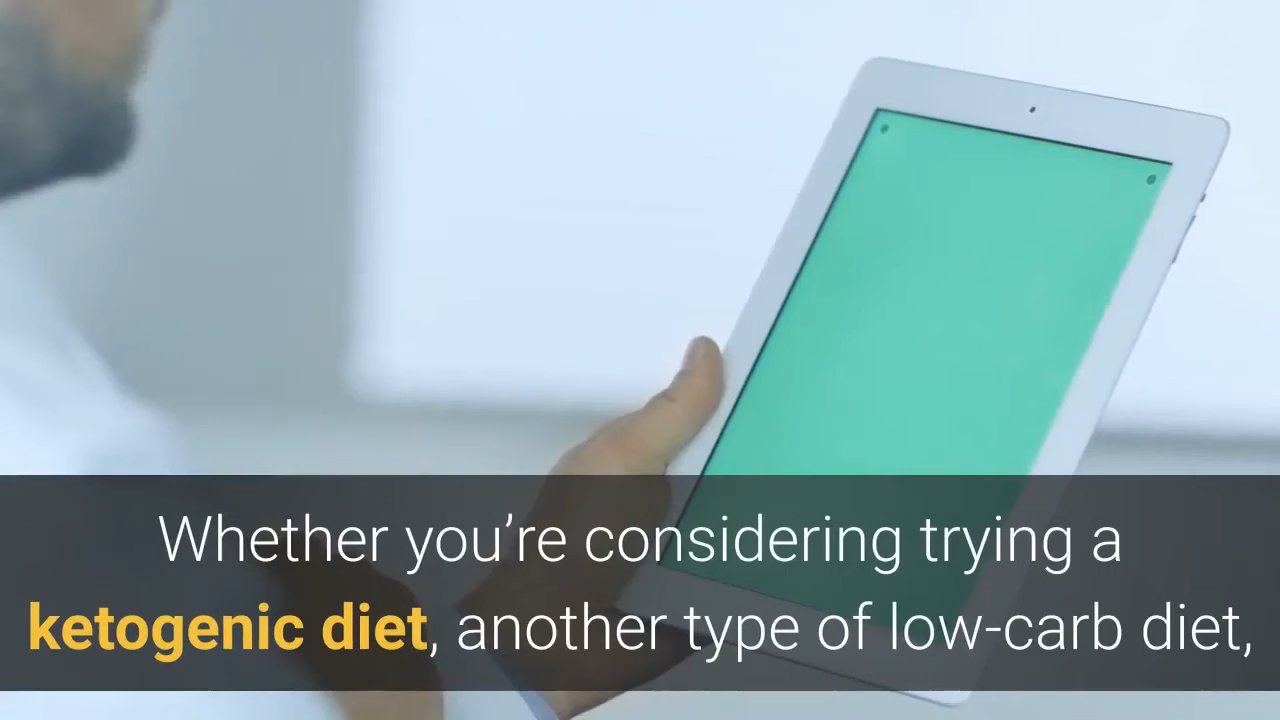 Whether you’re considering trying a
ketogenic diet, another type of low-carb diet,